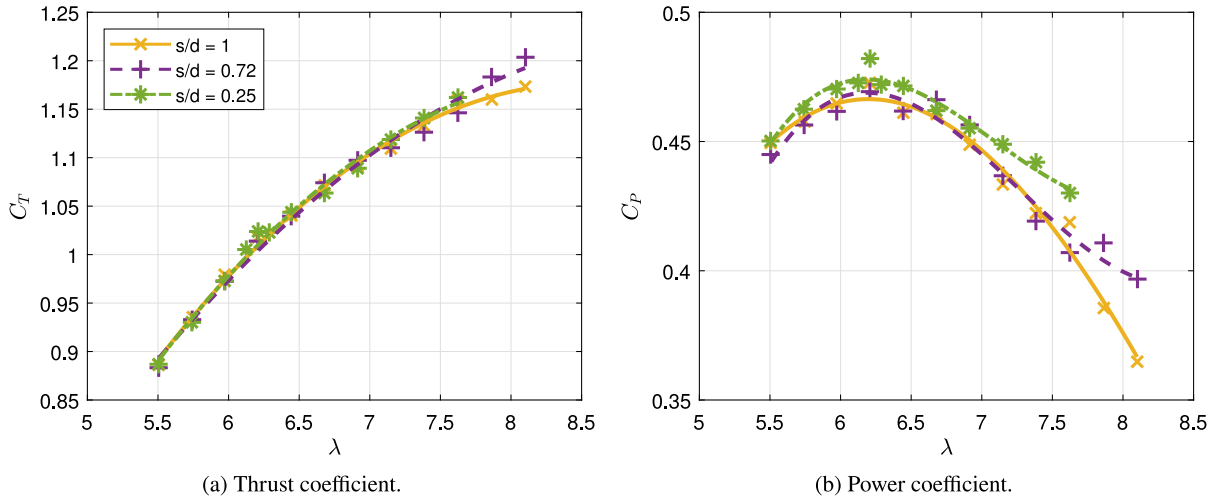 1.25
1.2
1.15
1.1
1.05
1
0.95
0.9
0.85
C_T
s/d = 1
s/d = 0.72
s/d = 0.25
5 5.5 6 6.5 7 7.5 8 8.5
λ
(a) Thrust coefficient.
0.5
0.45
0.4
0.35
C_P
5 5.5 6 6.5 7 7.5 8 8.5
λ
(b) Power coefficient.